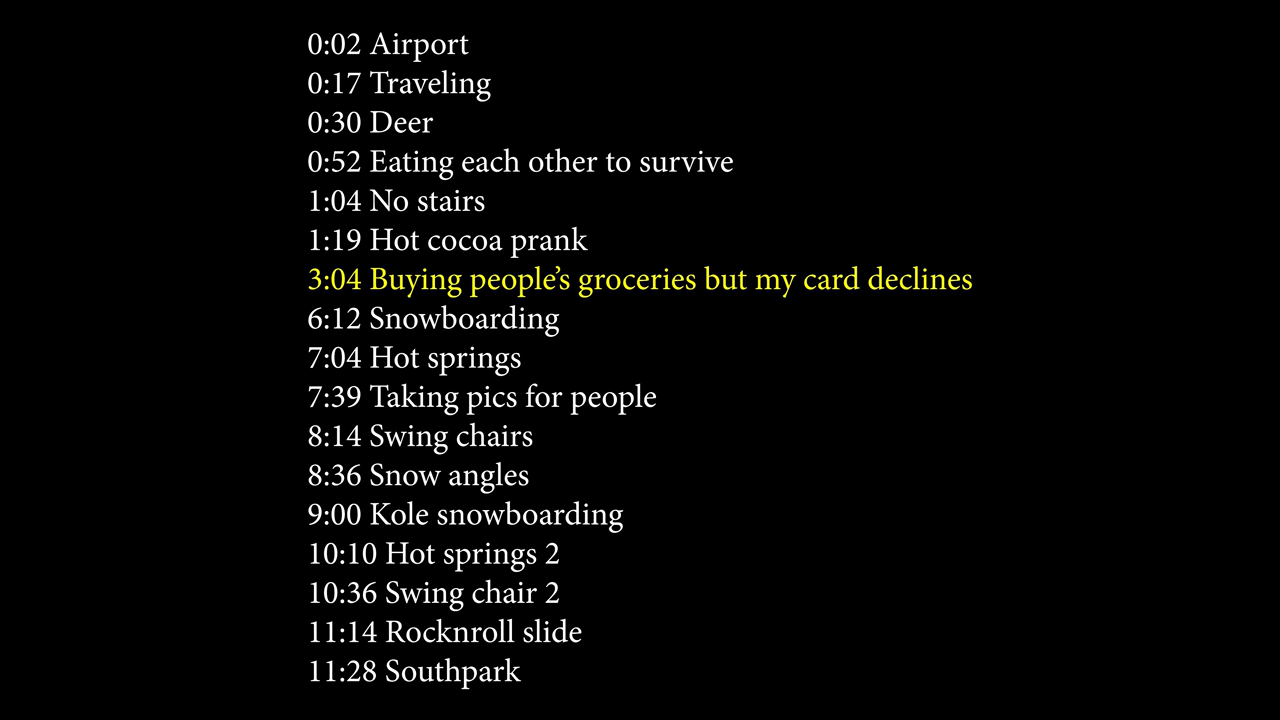 0:02 Airport
0:17 Traveling
0:30 Deer
0:52 Eating each other to survive
1:04 No stairs
1:19 Hot cocoa prank
3:04 Buying people’s groceries but my card declines
6:12 Snowboarding
7:04 Hot springs
7:39 Taking pics for people
8:14 Swing chairs
8:36 Snow angles
9:00 Kole snowboarding
10:10 Hot springs 2
10:36 Swing chair 2
11:14 Rocknroll slide
11:28 Southpark